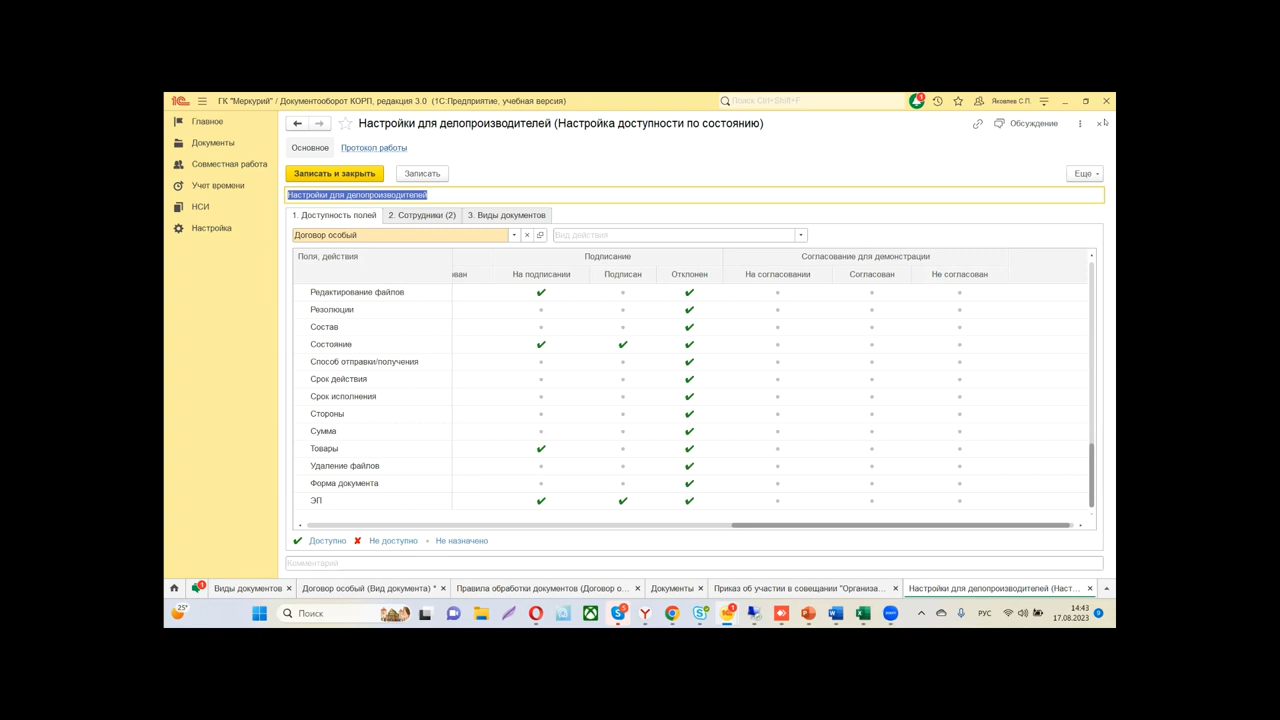 ГК "Меркурий" / Документооборот КОРП, редакция 3.0 (1С:Предприятие, учебная версия)
Поиск Ctrl+Shift+F
Яковлев С.П.
Главное
Документы
Совместная работа
Учет времени
НСИ
Настройка
Настройки для делопроизводителей (Настройка доступности по состоянию)
Обсуждение
Основное Протокол работы
Записать и закрыть Записать Еще
Настройки для делопроизводителей
1. Доступность полей 2. Сотрудники (2) 3. Виды документов
Договор особый Вид действия
Поля, действия Подписание Согласование для демонстрации
ован На подписании Подписан Отклонен На согласовании Согласован Не согласован
Редактирование файлов
Резолюции
Состав
Состояние
Способ отправки/получения
Срок действия
Срок исполнения
Стороны
Сумма
Товары
Удаление файлов
Форма документа
ЭП
Доступно Не доступно Не назначено
Комментарий
Виды документов Договор особый (Вид документа) * Правила обработки документов (Договор о... Документы Приказ об участии в совещании "Организа... Настройки для делопроизводителей (Наст...
25° Поиск РУС 14:43
17.08.2023